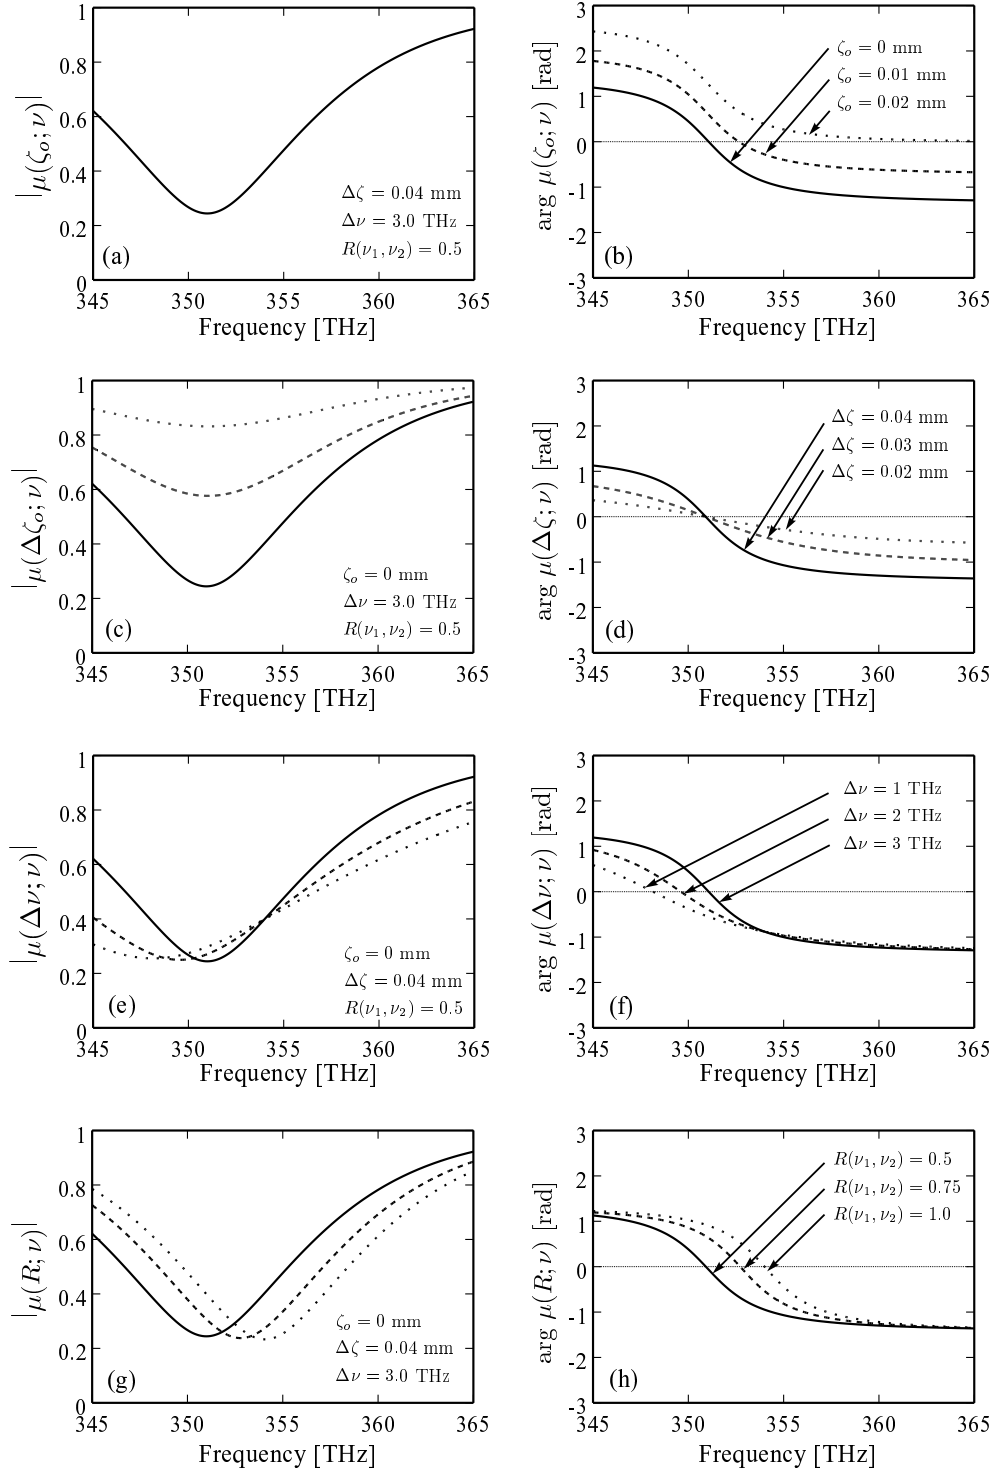 1
0.8
0.6
0.4
0.2
0
|μ(ζₒ; ν)|
Δζ = 0.04 mm
Δν = 3.0 THz
R(ν₁, ν₂) = 0.5
(a)
345 350 355 360 365
Frequency [THz]
3
2
1
0
-1
-2
-3
arg μ(ζₒ; ν) [rad]
ζₒ = 0 mm
ζₒ = 0.01 mm
ζₒ = 0.02 mm
(b)
345 350 355 360 365
Frequency [THz]
1
0.8
0.6
0.4
0.2
0
|μ(Δζₒ; ν)|
ζₒ = 0 mm
Δν = 3.0 THz
R(ν₁, ν₂) = 0.5
(c)
345 350 355 360 365
Frequency [THz]
3
2
1
0
-1
-2
-3
arg μ(Δζ; ν) [rad]
Δζ = 0.04 mm
Δζ = 0.03 mm
Δζ = 0.02 mm
(d)
345 350 355 360 365
Frequency [THz]
1
0.8
0.6
0.4
0.2
0
|μ(Δν; ν)|
ζₒ = 0 mm
Δζ = 0.04 mm
R(ν₁, ν₂) = 0.5
(e)
345 350 355 360 365
Frequency [THz]
3
2
1
0
-1
-2
-3
arg μ(Δν; ν) [rad]
Δν = 1 THz
Δν = 2 THz
Δν = 3 THz
(f)
345 350 355 360 365
Frequency [THz]
1
0.8
0.6
0.4
0.2
0
|μ(R; ν)|
ζₒ = 0 mm
Δζ = 0.04 mm
Δν = 3.0 THz
(g)
345 350 355 360 365
Frequency [THz]
3
2
1
0
-1
-2
-3
arg μ(R; ν) [rad]
R(ν₁, ν₂) = 0.5
R(ν₁, ν₂) = 0.75
R(ν₁, ν₂) = 1.0
(h)
345 350 355 360 365
Frequency [THz]